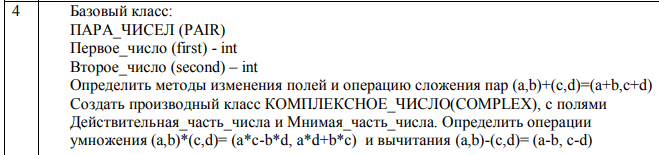 4 Базовый класс:
ПАРА_ЧИСЕЛ (PAIR)
Первое_число (first) - int
Второе_число (second) – int
Определить методы изменения полей и операцию сложения пар (a,b)+(c,d)=(a+b,c+d)
Создать производный класс КОМПЛЕКСНОЕ_ЧИСЛО(COMPLEX), с полями
Действительная_часть_числа и Мнимая_часть_числа. Определить операции
умножения (a,b)*(c,d)= (a*c-b*d, a*d+b*c) и вычитания (a,b)-(c,d)= (a-b, c-d)